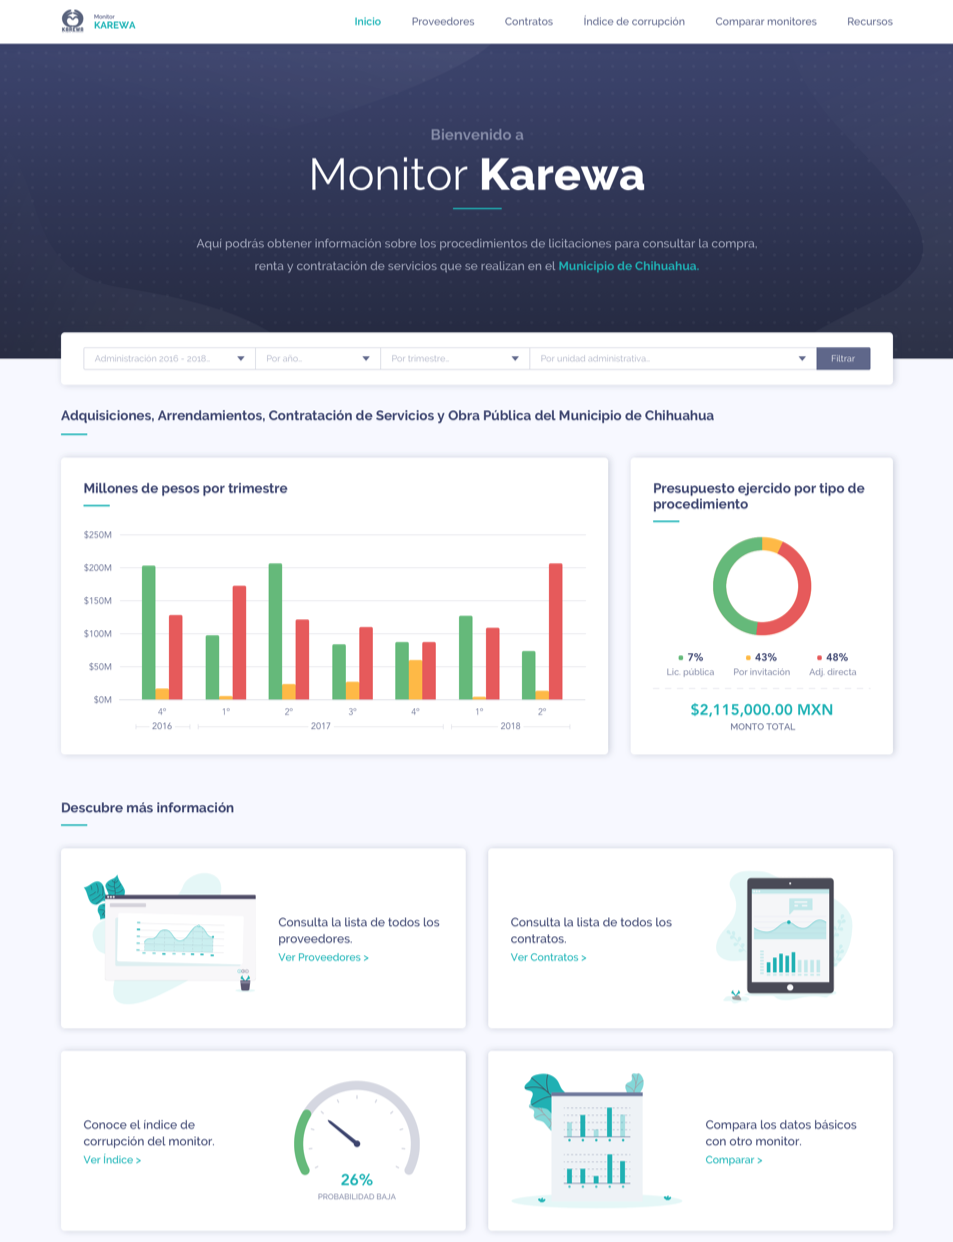 Monitor
KAREWA
KAREWA
Inicio
Proveedores
Contratos
Índice de corrupción
Comparar monitores
Recursos
Bienvenido a
Monitor Karewa
Aquí podrás obtener información sobre los procedimientos de licitaciones para consultar la compra,
renta y contratación de servicios que se realizan en el Municipio de Chihuahua.
Administración 2016 - 2018..
Por año..
Por trimestre..
Por unidad administrativa..
Filtrar
Adquisiciones, Arrendamientos, Contratación de Servicios y Obra Pública del Municipio de Chihuahua
Millones de pesos por trimestre
$250M
$200M
$150M
$100M
$50M
$0M
4º
1º
2º
3º
4º
1º
2º
2016
2017
2018
Presupuesto ejercido por tipo de
procedimiento
7%
Lic. pública
43%
Por invitación
48%
Adj. directa
$2,115,000.00 MXN
MONTO TOTAL
Descubre más información
Consulta la lista de todos los
proveedores.
Ver Proveedores >
Consulta la lista de todos los
contratos.
Ver Contratos >
Conoce el índice de
corrupción del monitor.
Ver Índice >
26%
PROBABILIDAD BAJA
Compara los datos básicos
con otro monitor.
Comparar >